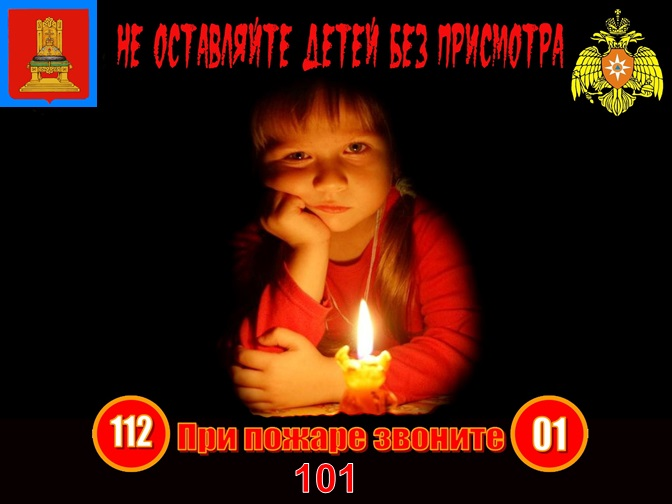 НЕ ОСТАВЛЯЙТЕ ДЕТЕЙ БЕЗ ПРИСМОТРА
112 При пожаре звоните 01
101